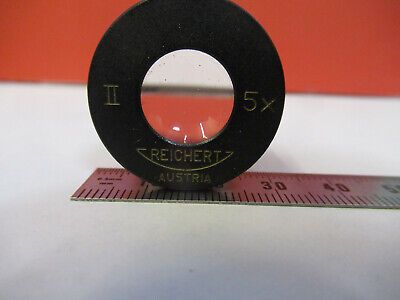 II 5x
REICHERT
AUSTRIA
30 40